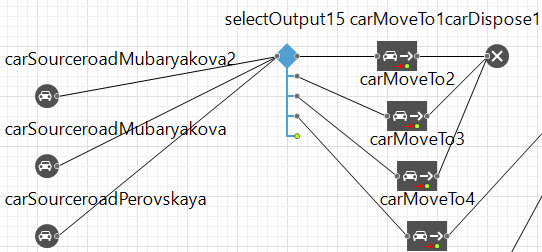 selectOutput15 carMoveTo1carDispose1
carSourceroadMubaryakova2
carMoveTo2
carSourceroadMubaryakova
carMoveTo3
carSourceroadPerovskaya
carMoveTo4